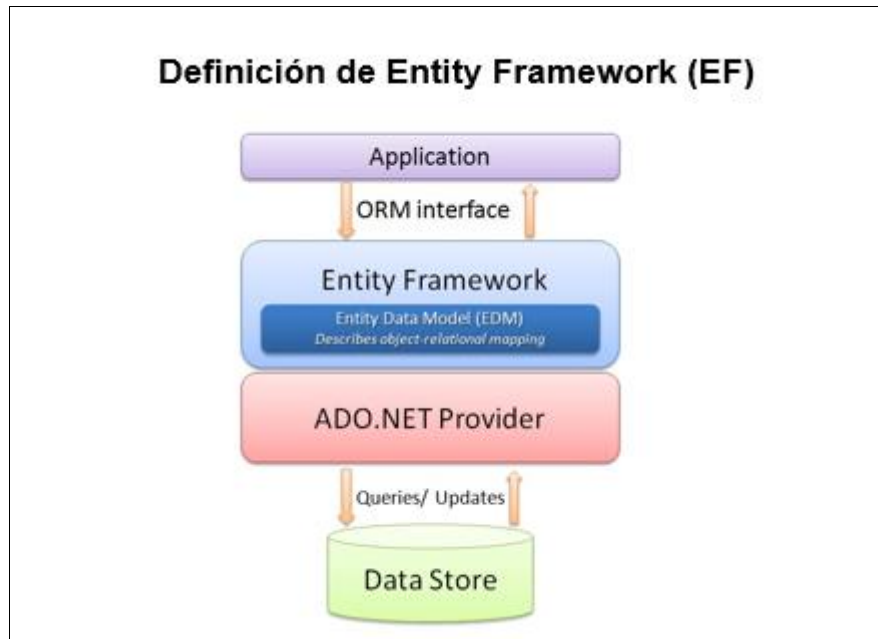 Definición de Entity Framework (EF)
Application
ORM interface
Entity Framework
Entity Data Model (EDM)
Describes object-relational mapping
ADO.NET Provider
Queries/ Updates
Data Store